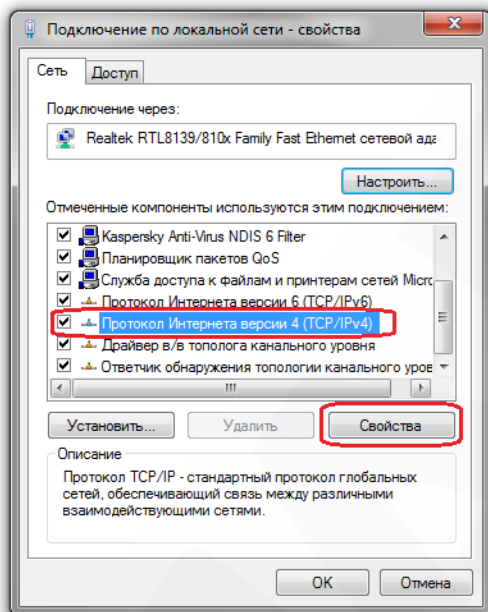 Подключение по локальной сети - свойства
Сеть Доступ
Подключение через:
Realtek RTL8139/810x Family Fast Ethernet сетевой ада
Настроить...
Отмеченные компоненты используются этим подключением:
Kaspersky Anti-Virus NDIS 6 Filter
Планировщик пакетов QoS
Служба доступа к файлам и принтерам сетей Micro
Протокол Интернета версии 6 (TCP/IPv6)
Протокол Интернета версии 4 (TCP/IPv4)
Драйвер в/в тополога канального уровня
Ответчик обнаружения топологии канального уров
Установить... Удалить Свойства
Описание
Протокол TCP/IP - стандартный протокол глобальных
сетей, обеспечивающий связь между различными
взаимодействующими сетями.
OK Отмена